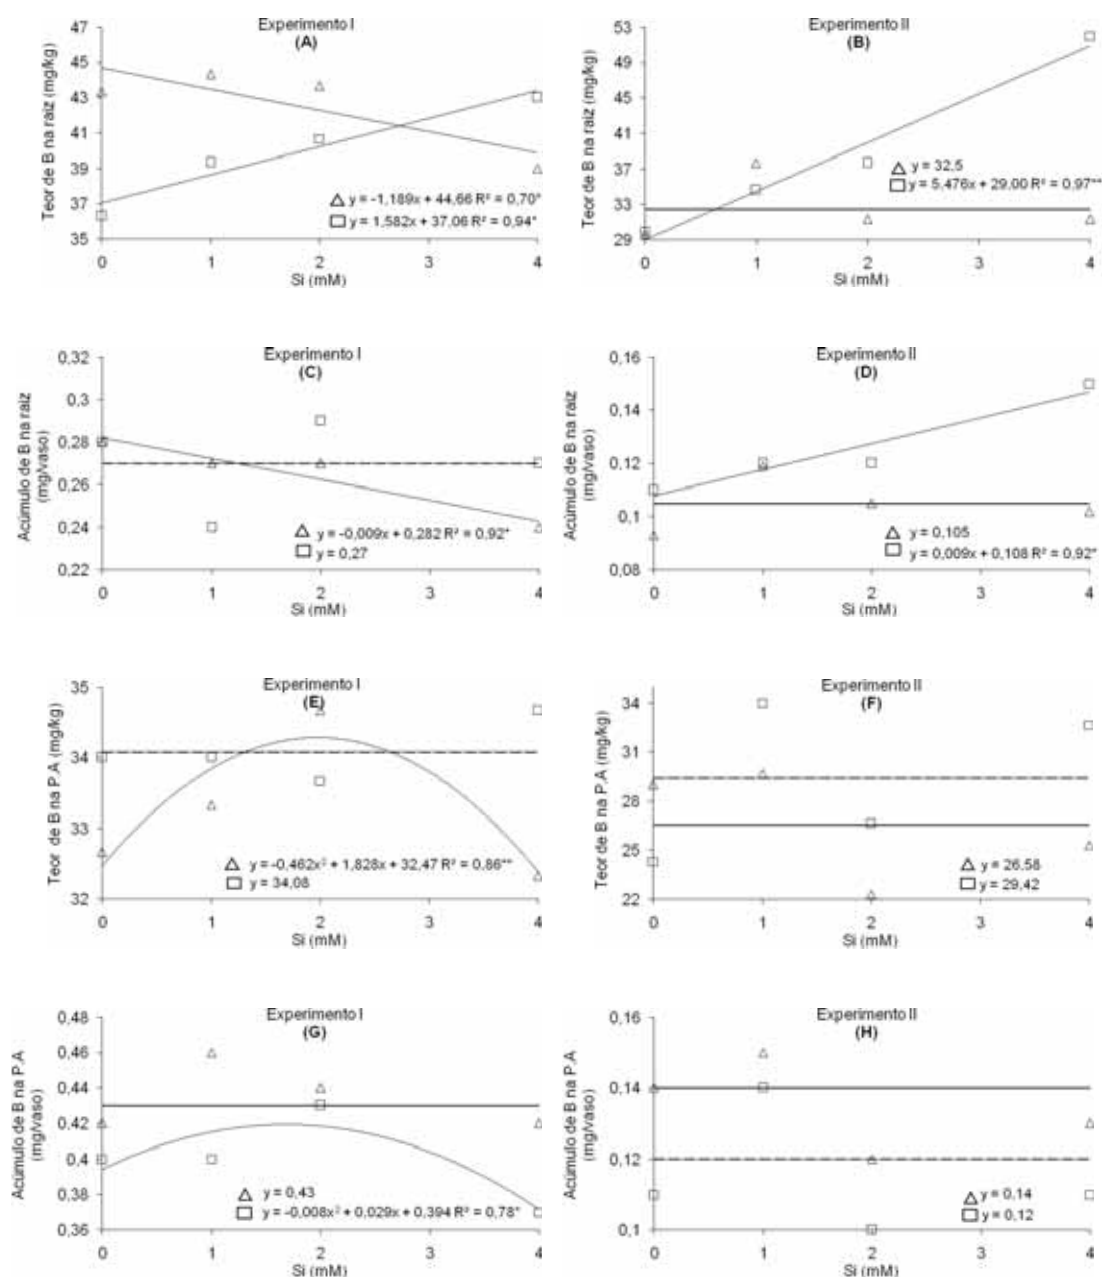 Experimento I
(A)
Teor de B na raiz (mg/kg)
47
45
43
41
39
37
35
△ y = -1,189x + 44,66 R² = 0,70*
□ y = 1,582x + 37,06 R² = 0,94*
0 1 2 3 4
Si (mM)
Experimento II
(B)
Teor de B na raiz (mg/kg)
53
49
45
41
37
33
29
△ y = 32,5
□ y = 5,476x + 29,00 R² = 0,97**
0 1 2 3 4
Si (mM)
Experimento I
(C)
Acúmulo de B na raiz
(mg/vaso)
0,32
0,3
0,28
0,26
0,24
0,22
△ y = -0,009x + 0,282 R² = 0,92*
□ y = 0,27
0 1 2 3 4
Si (mM)
Experimento II
(D)
Acúmulo de B na raiz
(mg/vaso)
0,16
0,14
0,12
0,1
0,08
△ y = 0,105
□ y = 0,009x + 0,108 R² = 0,92*
0 1 2 3 4
Si (mM)
Experimento I
(E)
Teor de B na P.A (mg/kg)
35
34
33
32
△ y = -0,462x² + 1,828x + 32,47 R² = 0,86**
□ y = 34,08
0 1 2 3 4
Si (mM)
Experimento II
(F)
Teor de B na P.A (mg/kg)
34
31
28
25
22
△ y = 26,58
□ y = 29,42
0 1 2 3 4
Si (mM)
Experimento I
(G)
Acúmulo de B na P.A
(mg/vaso)
0,48
0,46
0,44
0,42
0,4
0,38
0,36
△ y = 0,43
□ y = -0,008x² + 0,029x + 0,394 R² = 0,78*
0 1 2 3 4
Si (mM)
Experimento II
(H)
Acúmulo de B na P.A
(mg/vaso)
0,16
0,14
0,12
0,1
△ y = 0,14
□ y = 0,12
0 1 2 3 4
Si (mM)